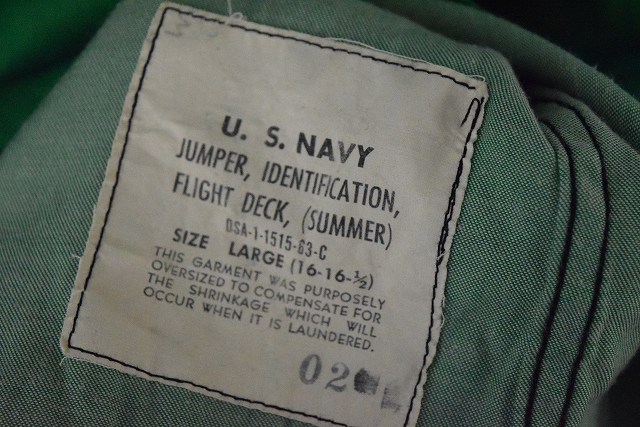 U. S. NAVY
JUMPER, IDENTIFICATION,
FLIGHT DECK, (SUMMER)
DSA-1-1515-63-C
SIZE LARGE (16-16-½)
THIS GARMENT WAS PURPOSELY
OVERSIZED TO COMPENSATE FOR
THE SHRINKAGE WHICH WILL
OCCUR WHEN IT IS LAUNDERED.
02